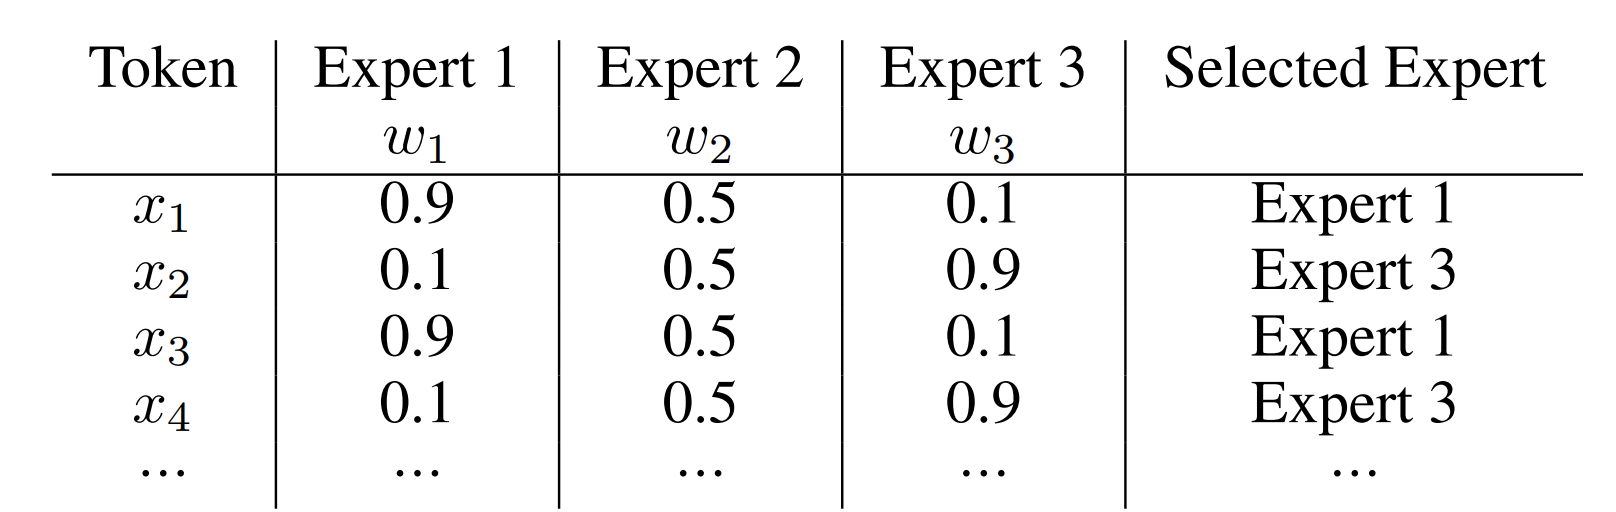 Token Expert 1 Expert 2 Expert 3 Selected Expert
w₁ w₂ w₃
x₁ 0.9 0.5 0.1 Expert 1
x₂ 0.1 0.5 0.9 Expert 3
x₃ 0.9 0.5 0.1 Expert 1
x₄ 0.1 0.5 0.9 Expert 3
... ... ... ... ...